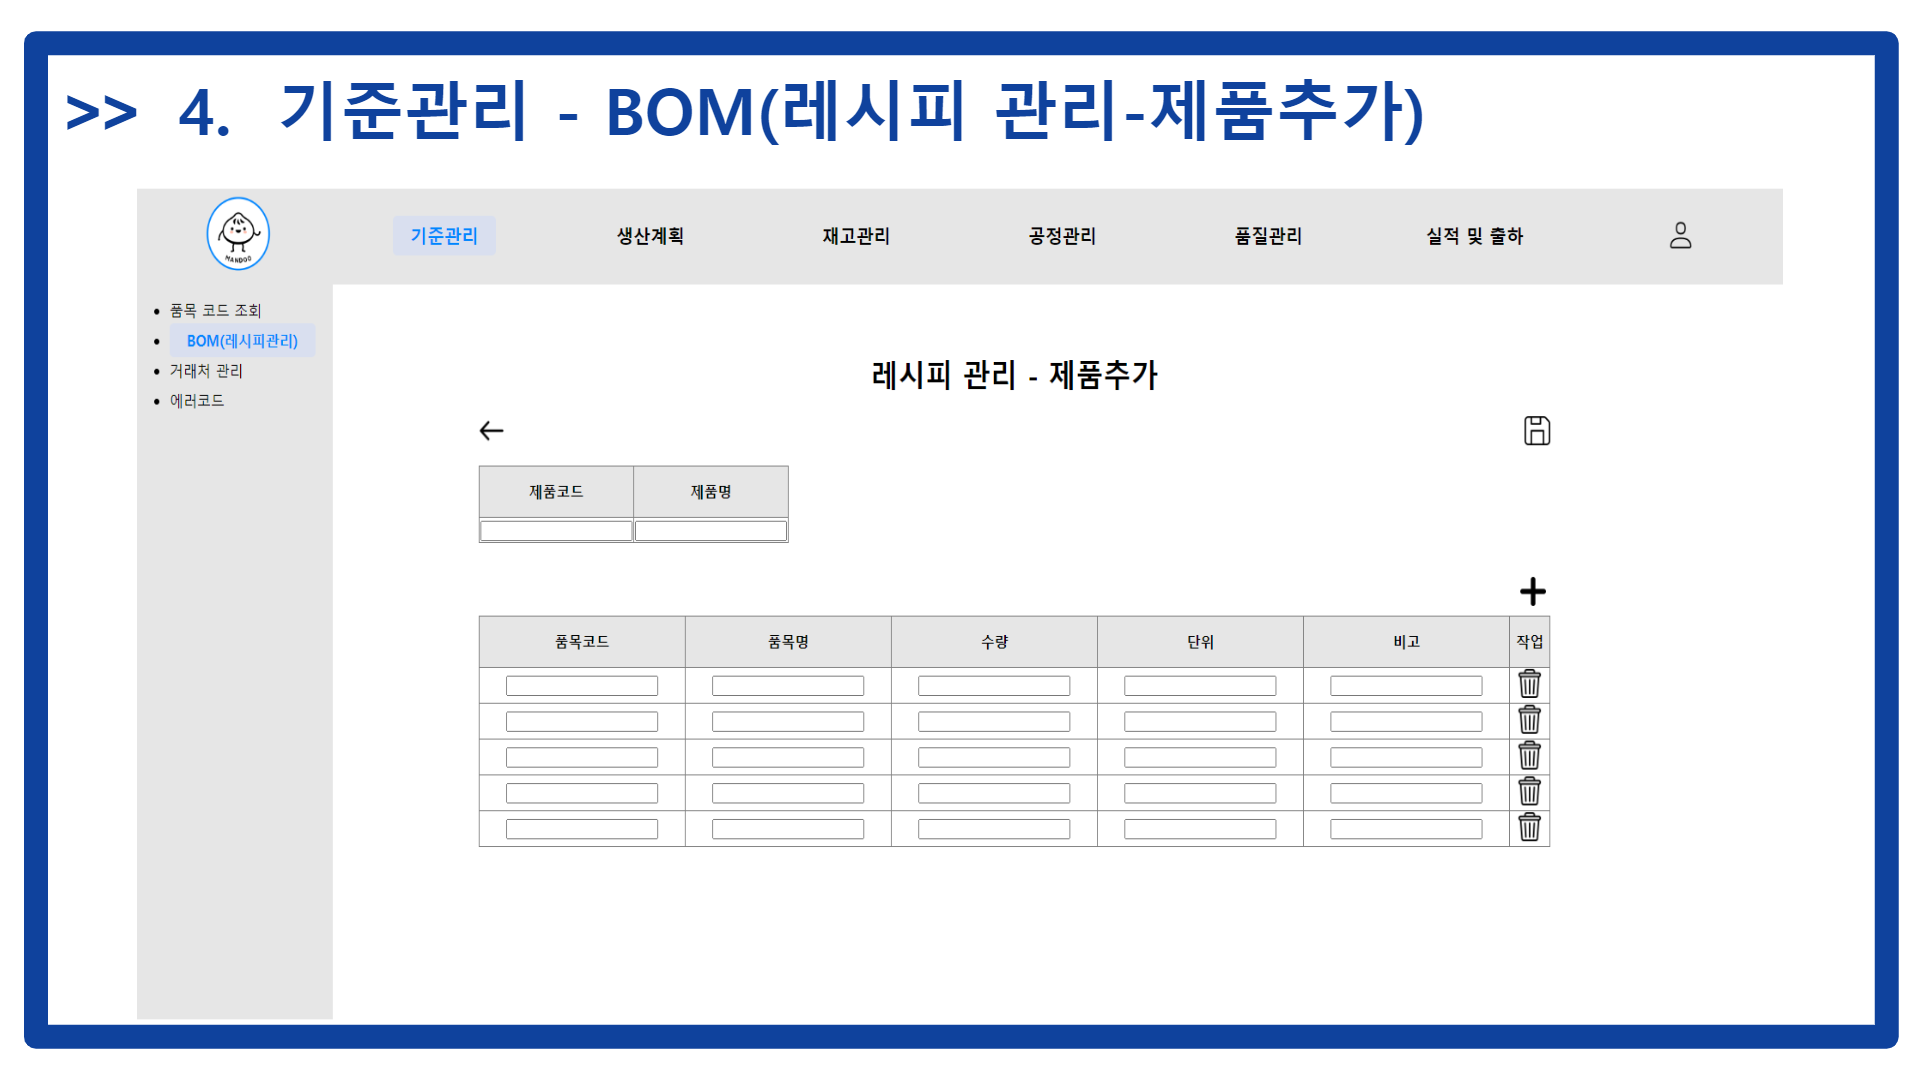 >> 4. 기준관리 - BOM(레시피 관리-제품추가)
MANDOO
기준관리 생산계획 재고관리 공정관리 품질관리 실적 및 출하
품목 코드 조회
BOM(레시피관리)
거래처 관리
에러코드
레시피 관리 - 제품추가
제품코드 제품명
품목코드 품목명 수량 단위 비고 작업